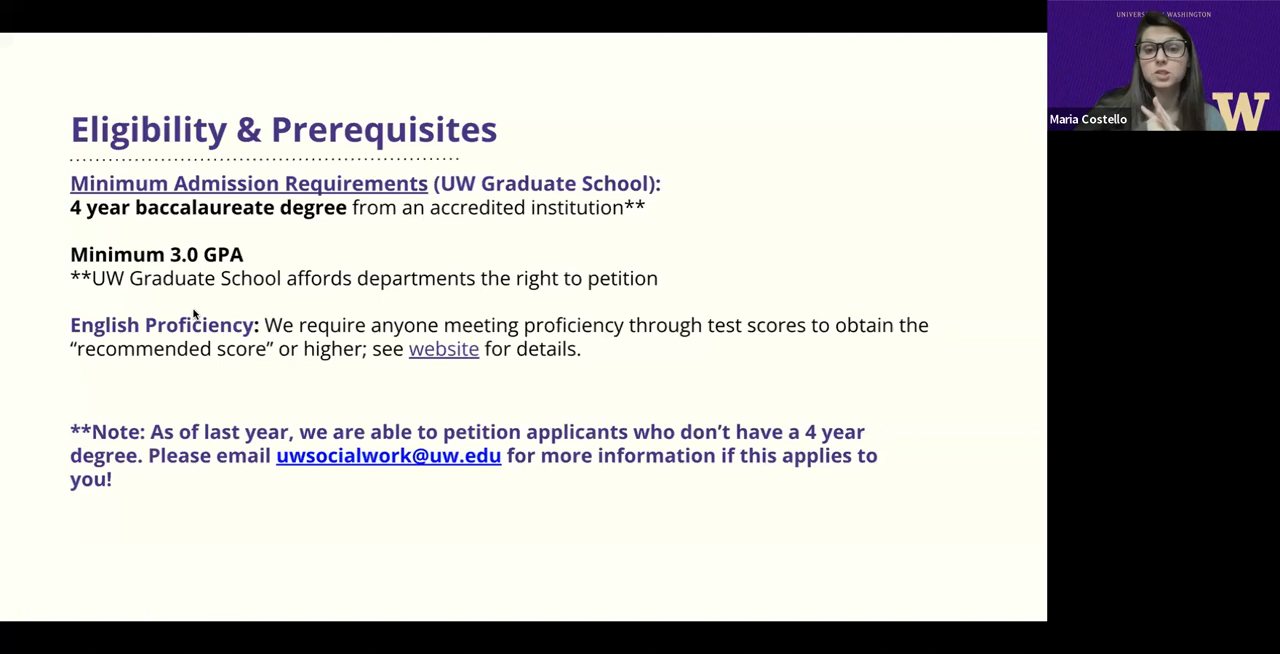 Eligibility & Prerequisites
Minimum Admission Requirements (UW Graduate School):
4 year baccalaureate degree from an accredited institution**
Minimum 3.0 GPA
**UW Graduate School affords departments the right to petition
English Proficiency: We require anyone meeting proficiency through test scores to obtain the
“recommended score” or higher; see website for details.
**Note: As of last year, we are able to petition applicants who don’t have a 4 year
degree. Please email uwsocialwork@uw.edu for more information if this applies to
you!
WASHINGTON
W
Maria Costello